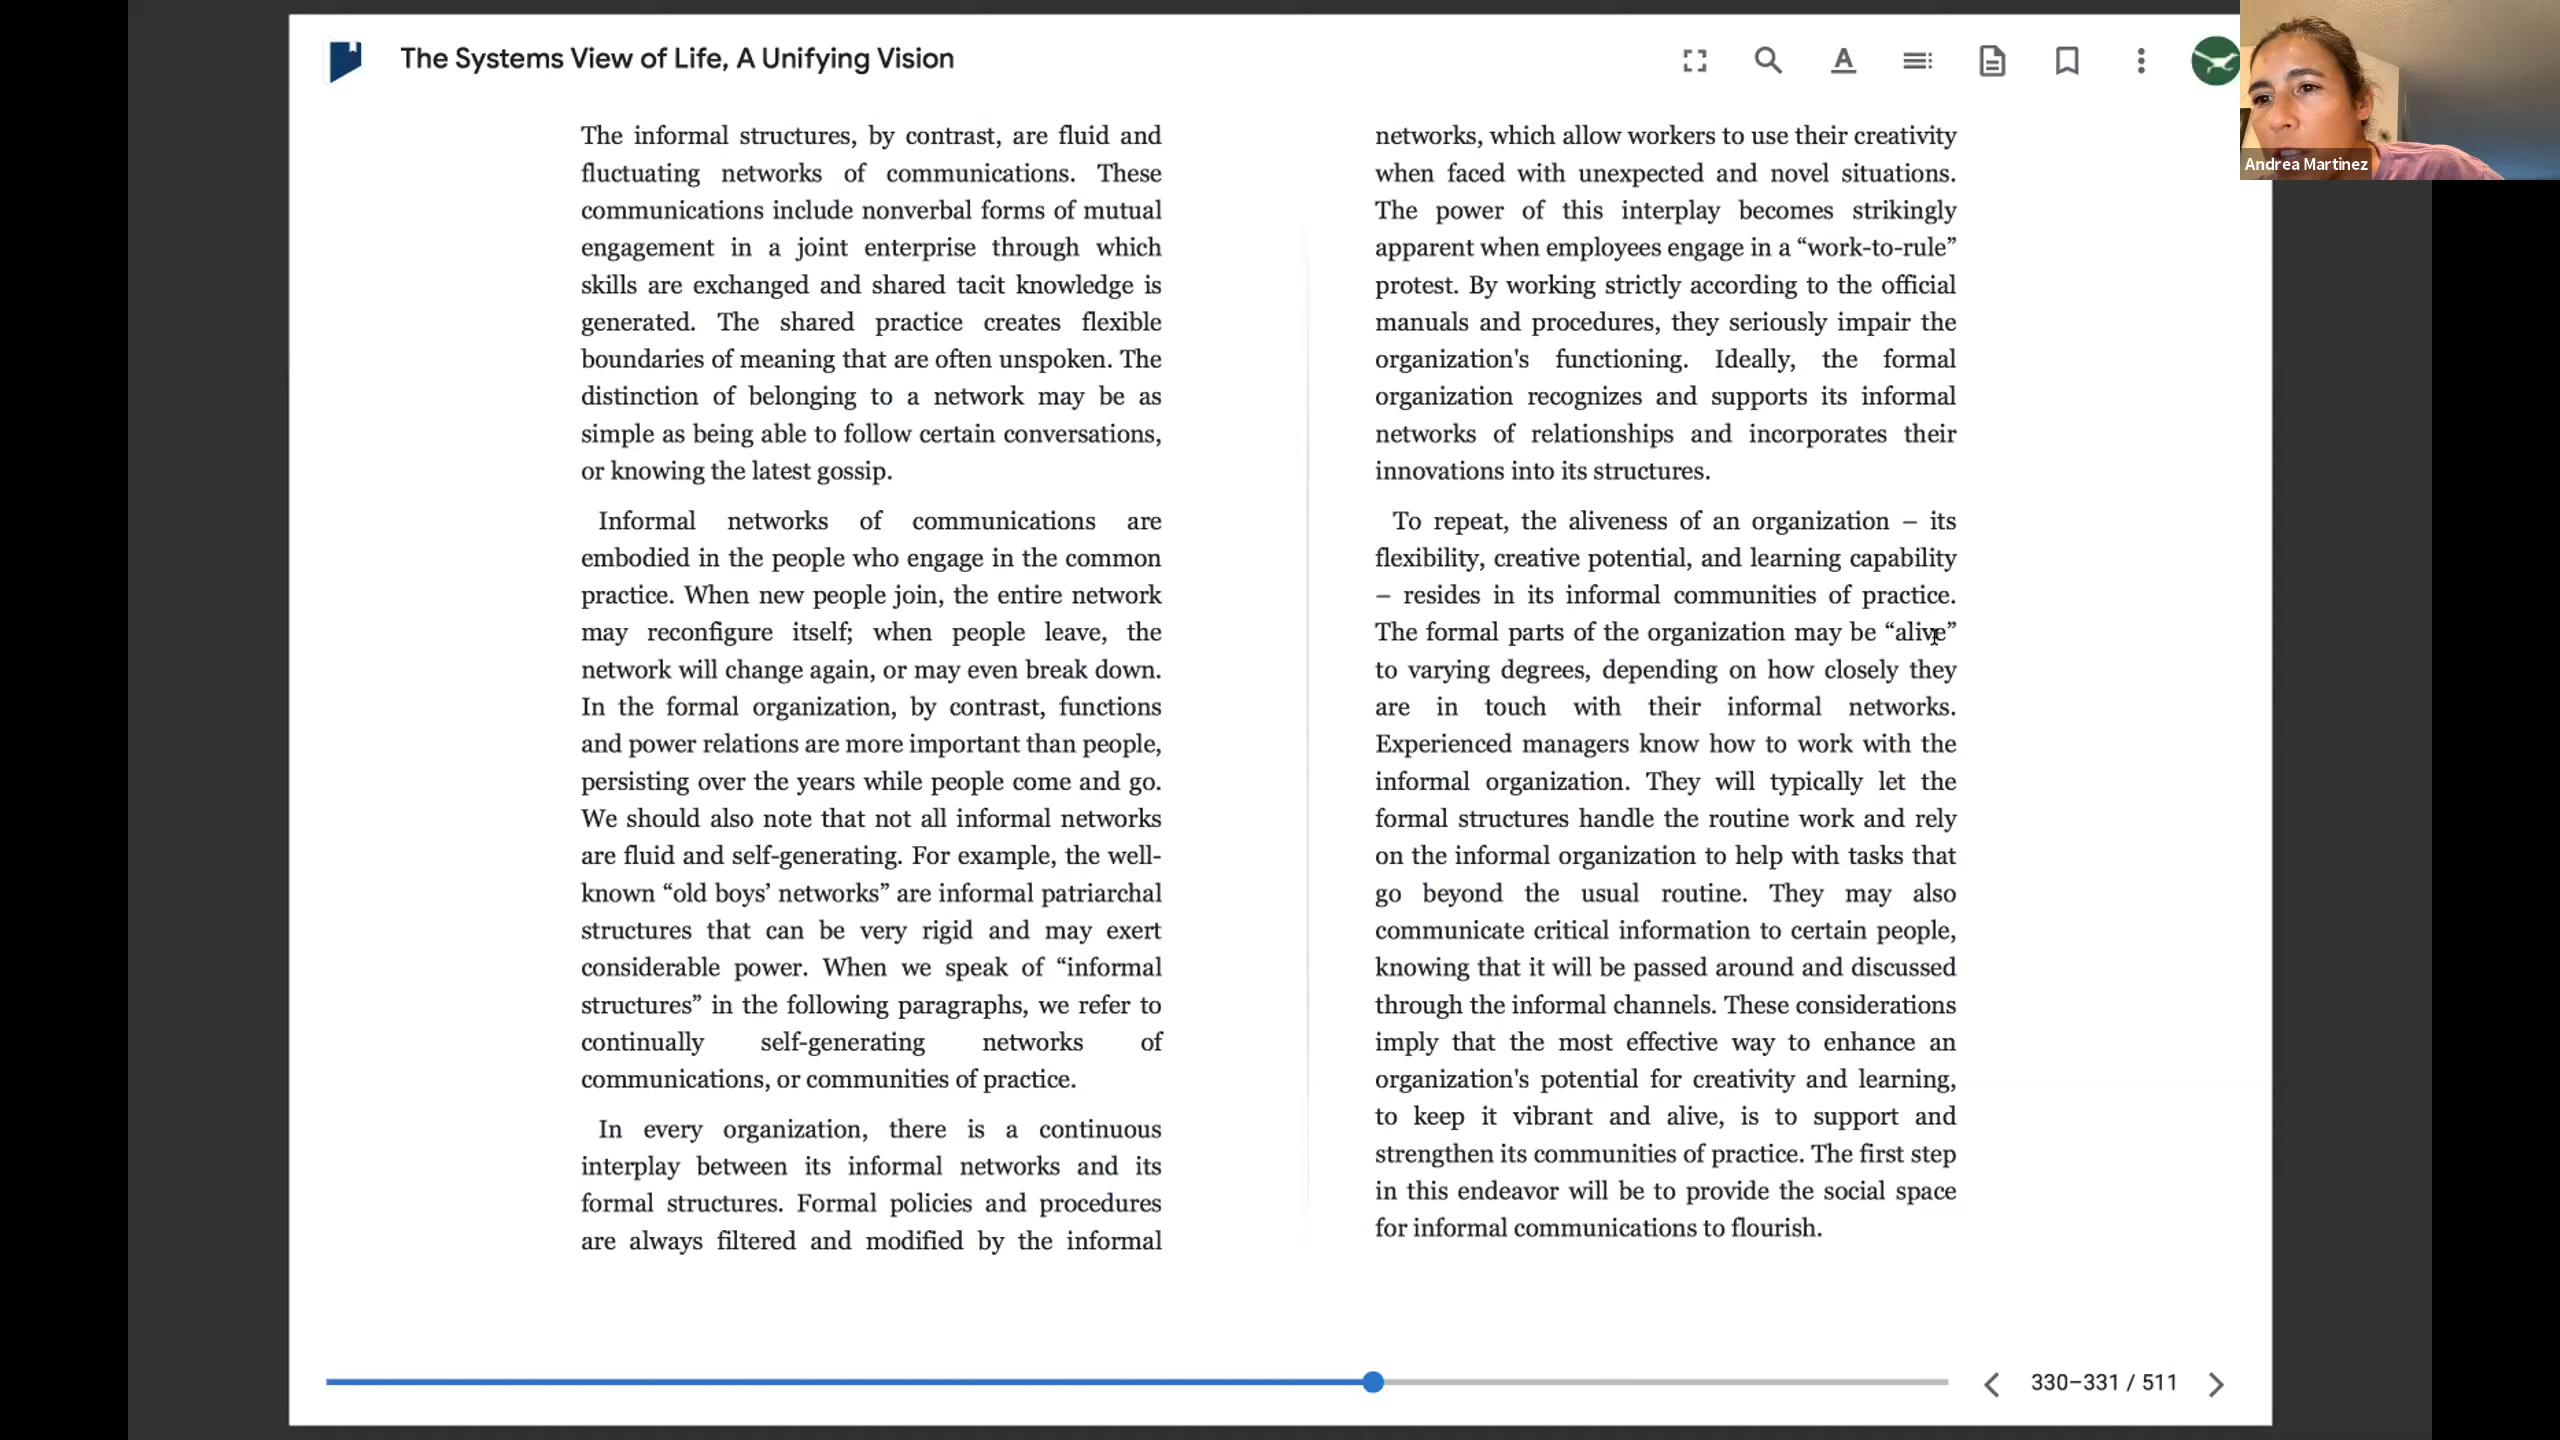 The Systems View of Life, A Unifying Vision
Andrea Martinez
The informal structures, by contrast, are fluid and
fluctuating networks of communications. These
communications include nonverbal forms of mutual
engagement in a joint enterprise through which
skills are exchanged and shared tacit knowledge is
generated. The shared practice creates flexible
boundaries of meaning that are often unspoken. The
distinction of belonging to a network may be as
simple as being able to follow certain conversations,
or knowing the latest gossip.
Informal networks of communications are
embodied in the people who engage in the common
practice. When new people join, the entire network
may reconfigure itself; when people leave, the
network will change again, or may even break down.
In the formal organization, by contrast, functions
and power relations are more important than people,
persisting over the years while people come and go.
We should also note that not all informal networks
are fluid and self-generating. For example, the well-
known “old boys’ networks” are informal patriarchal
structures that can be very rigid and may exert
considerable power. When we speak of “informal
structures” in the following paragraphs, we refer to
continually self-generating networks of
communications, or communities of practice.
In every organization, there is a continuous
interplay between its informal networks and its
formal structures. Formal policies and procedures
are always filtered and modified by the informal
networks, which allow workers to use their creativity
when faced with unexpected and novel situations.
The power of this interplay becomes strikingly
apparent when employees engage in a “work-to-rule”
protest. By working strictly according to the official
manuals and procedures, they seriously impair the
organization's functioning. Ideally, the formal
organization recognizes and supports its informal
networks of relationships and incorporates their
innovations into its structures.
To repeat, the aliveness of an organization – its
flexibility, creative potential, and learning capability
– resides in its informal communities of practice.
The formal parts of the organization may be “alive”
to varying degrees, depending on how closely they
are in touch with their informal networks.
Experienced managers know how to work with the
informal organization. They will typically let the
formal structures handle the routine work and rely
on the informal organization to help with tasks that
go beyond the usual routine. They may also
communicate critical information to certain people,
knowing that it will be passed around and discussed
through the informal channels. These considerations
imply that the most effective way to enhance an
organization's potential for creativity and learning,
to keep it vibrant and alive, is to support and
strengthen its communities of practice. The first step
in this endeavor will be to provide the social space
for informal communications to flourish.
330–331 / 511